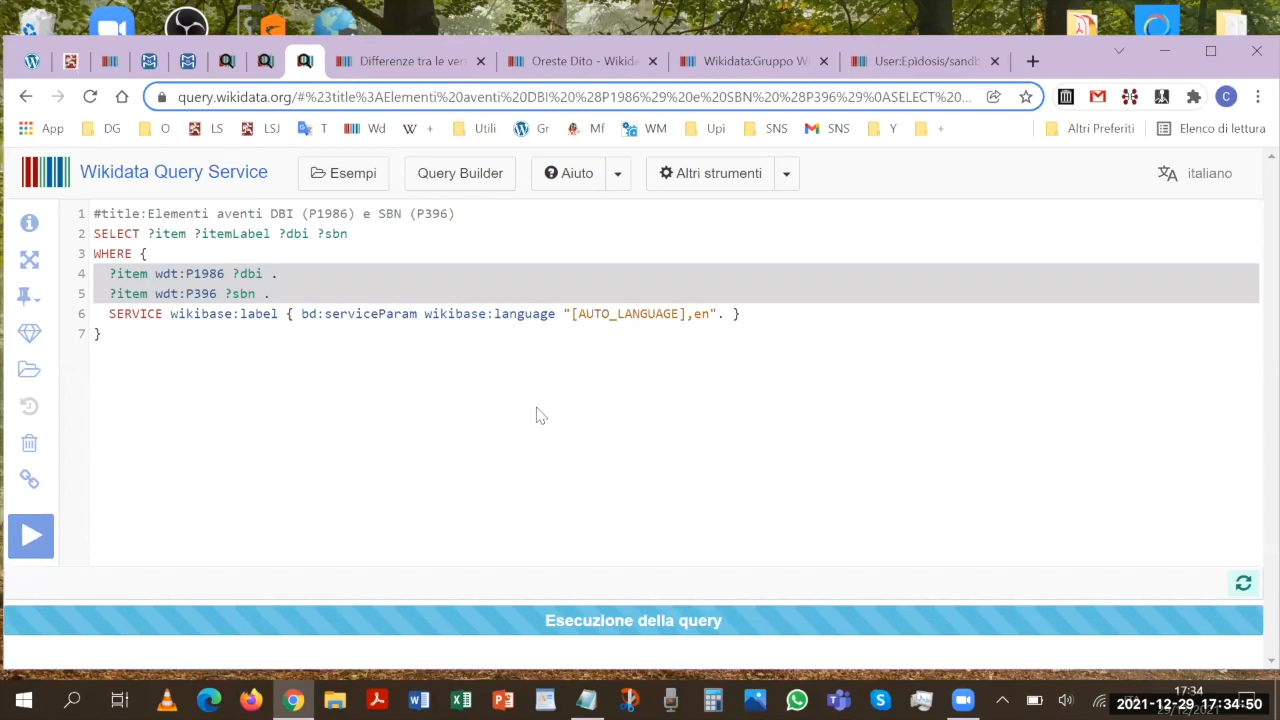 Differenze tra le ver
Oreste Dito - Wikida
Wikidata:Gruppo W
User:Epìdosis/sandb
query.wikidata.org/#%23title%3AElementi%20aventi%20DBI%20%28P1986%29%20e%20SBN%20%28P396%29%0ASELECT%20...
App
DG
O
LS
LSJ
T
Wd
+
Utili
Gr
Mf
WM
Upi
SNS
SNS
Y
+
Altri Preferiti
Elenco di lettura
Wikidata Query Service
Esempi
Query Builder
Aiuto
Altri strumenti
italiano
1 #title:Elementi aventi DBI (P1986) e SBN (P396)
2 SELECT ?item ?itemLabel ?dbi ?sbn
3 WHERE {
4 ?item wdt:P1986 ?dbi .
5 ?item wdt:P396 ?sbn .
6 SERVICE wikibase:label { bd:serviceParam wikibase:language "[AUTO_LANGUAGE],en". }
7 }
Esecuzione della query
17:34
2021-12-29 17:34:50